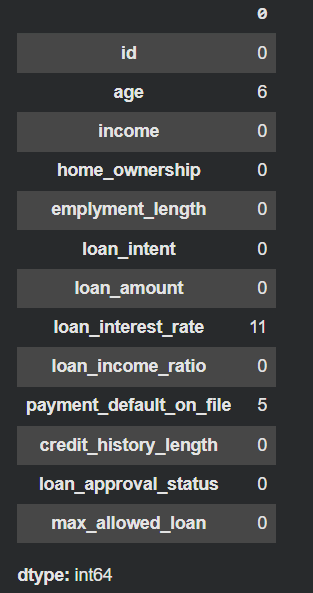 0
id 0
age 6
income 0
home_ownership 0
emplyment_length 0
loan_intent 0
loan_amount 0
loan_interest_rate 11
loan_income_ratio 0
payment_default_on_file 5
credit_history_length 0
loan_approval_status 0
max_allowed_loan 0
dtype: int64